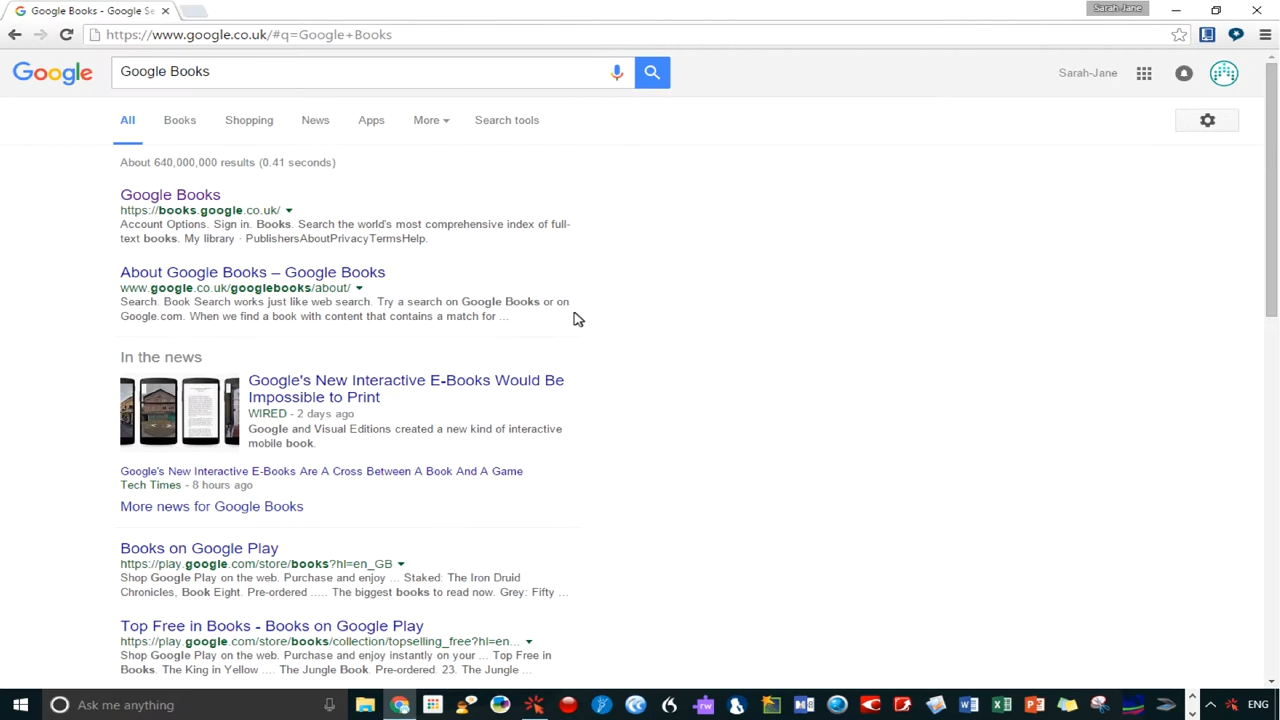 Google Books - Google Se
Sarah-Jane
https://www.google.co.uk/#q=Google+Books
Google
Google Books
Sarah-Jane
All Books Shopping News Apps More Search tools
About 640,000,000 results (0.41 seconds)
Google Books
https://books.google.co.uk/
Account Options. Sign in. Books. Search the world's most comprehensive index of full-
text books. My library · PublishersAboutPrivacyTermsHelp.
About Google Books – Google Books
www.google.co.uk/googlebooks/about/
Search. Book Search works just like web search. Try a search on Google Books or on
Google.com. When we find a book with content that contains a match for ...
In the news
Google's New Interactive E-Books Would Be
Impossible to Print
WIRED - 2 days ago
Google and Visual Editions created a new kind of interactive
mobile book.
Google's New Interactive E-Books Are A Cross Between A Book And A Game
Tech Times - 8 hours ago
More news for Google Books
Books on Google Play
https://play.google.com/store/books?hl=en_GB
Shop Google Play on the web. Purchase and enjoy ... Staked: The Iron Druid
Chronicles, Book Eight. Pre-ordered ..... The biggest books to read now. Grey: Fifty ...
Top Free in Books - Books on Google Play
https://play.google.com/store/books/collection/topselling_free?hl=en...
Shop Google Play on the web. Purchase and enjoy instantly on your ... Top Free in
Books. The King in Yellow .... The Jungle Book. Pre-ordered. 23. The Jungle ...
Ask me anything
rw
ENG